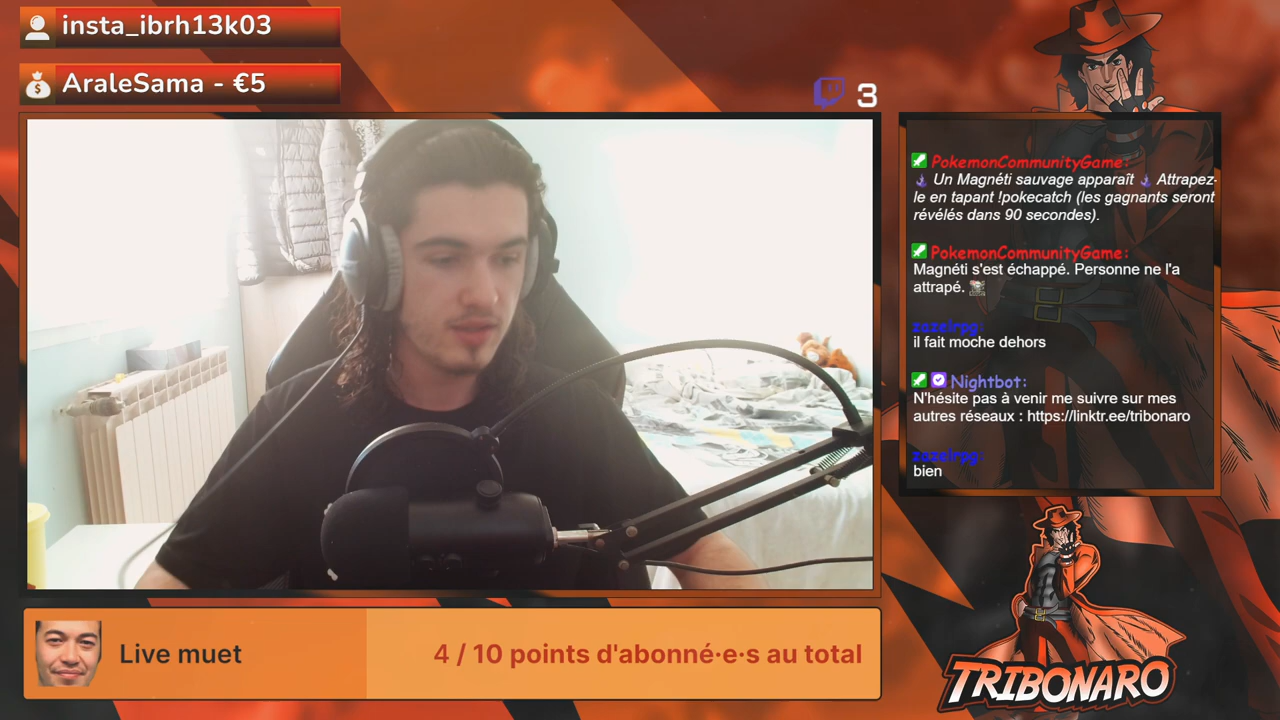 insta_ibrh13k03
AraleSama - €5
3
PokemonCommunityGame:
Un Magnéti sauvage apparaît Attrapez-
le en tapant !pokecatch (les gagnants seront
révélés dans 90 secondes).
PokemonCommunityGame:
Magnéti s'est échappé. Personne ne l'a
attrapé.
zozelrpg:
il fait moche dehors
Nightbot:
N'hésite pas à venir me suivre sur mes
autres réseaux : https://linktr.ee/tribonaro
zozelrpg:
bien
Live muet
4 / 10 points d'abonné·e·s au total
TRIBONARO